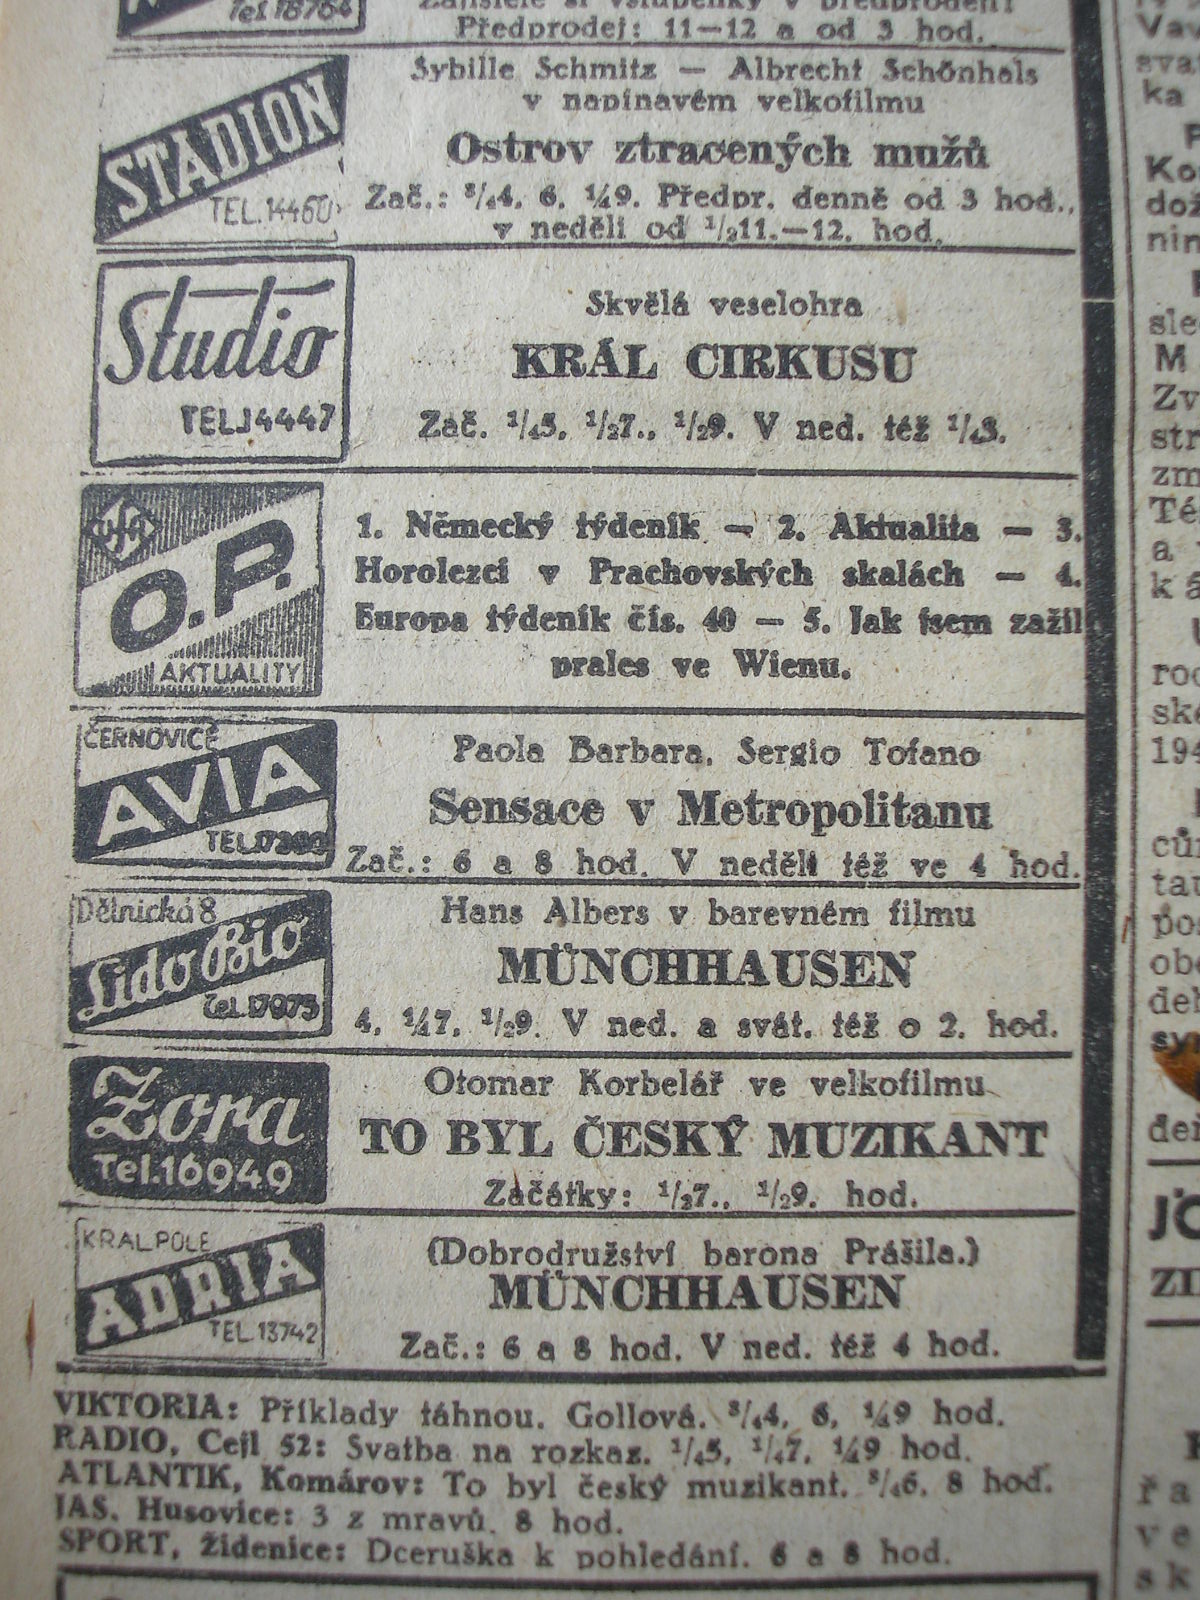 Tel. 18764
Předprodej: 11—12 a od 3 hod.
STADION
TEL. 14460
Sybille Schmitz — Albrecht Schönhals
v napínavém velkofilmu
Ostrov ztracených mužů
Zač.: ³/₄4, 6, ¼9. Předpr. denně od 3 hod.,
v neděli od ½11.—12. hod.
Studio
TEL. 14447
Skvělá veselohra
KRÁL CIRKUSU
Zač. ¼5, ½7., ½9. V ned. též ¼3.
Ufa
O.P.
AKTUALITY
1. Německý týdeník — 2. Aktualita — 3.
Horolezci v Prachovských skalách — 4.
Europa týdeník čís. 40 — 5. Jak jsem zažil
prales ve Wienu.
ČERNOVICE
AVIA
TEL.
Paola Barbara, Sergio Tofano
Sensace v Metropolitanu
Zač.: 6 a 8 hod. V neděli též ve 4 hod.
Dělnická 8
Lido Bio
tel. 17075
Hans Albers v barevném filmu
MÜNCHHAUSEN
4, ¼7, ½9. V ned. a svát. též o 2. hod.
Zora
Tel. 16949
Otomar Korbelář ve velkofilmu
TO BYL ČESKÝ MUZIKANT
Začátky: ½7., ½9. hod.
KRAL. POLE
ADRIA
TEL. 13742
(Dobrodružství barona Prášila.)
MÜNCHHAUSEN
Zač.: 6 a 8 hod. V ned. též 4 hod.
VIKTORIA: Příklady táhnou. Gollová. ³/₄4, 6, ¼9 hod.
RADIO, Cejl 52: Svatba na rozkaz. ¼5, ¼7, ¼9 hod.
ATLANTIK, Komárov: To byl český muzikant. ³/₄6, 8 hod.
JAS, Husovice: 3 z mravů. 8 hod.
SPORT, Židenice: Dceruška k pohledání. 6 a 8 hod.